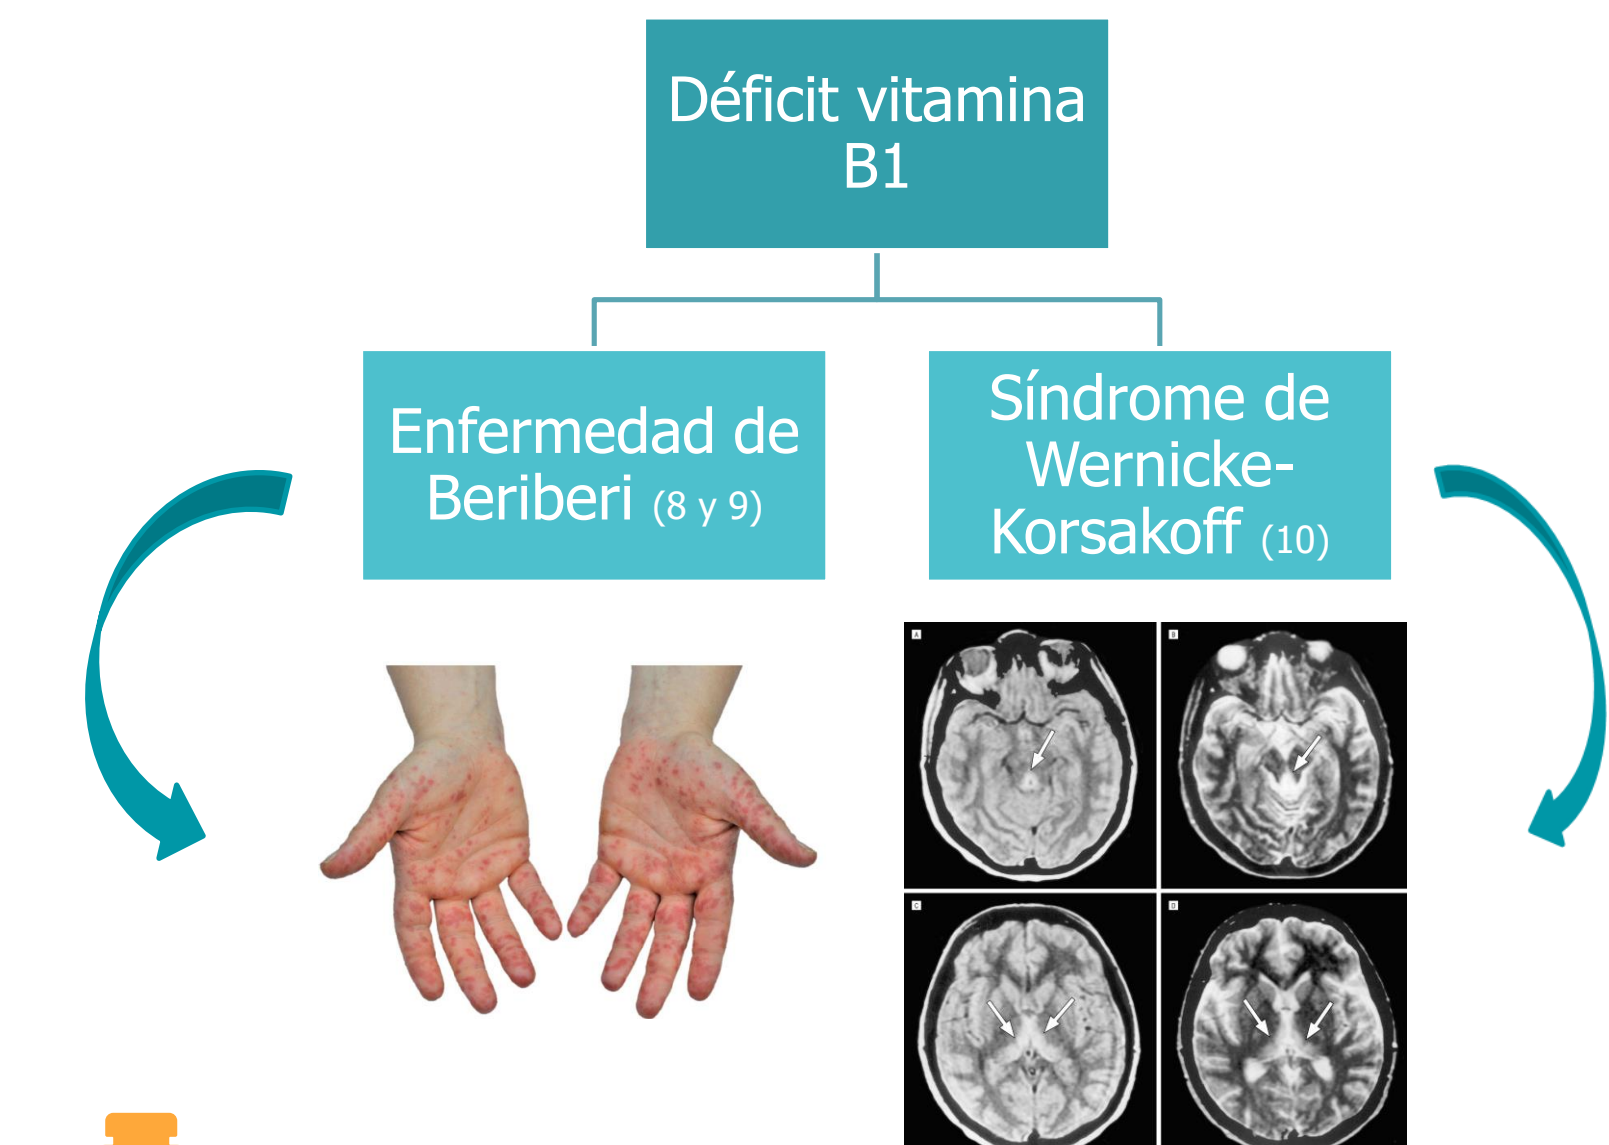 Déficit vitamina
B1
Enfermedad de
Beriberi (8 y 9)
Síndrome de
Wernicke-
Korsakoff (10)
A
B
C
D